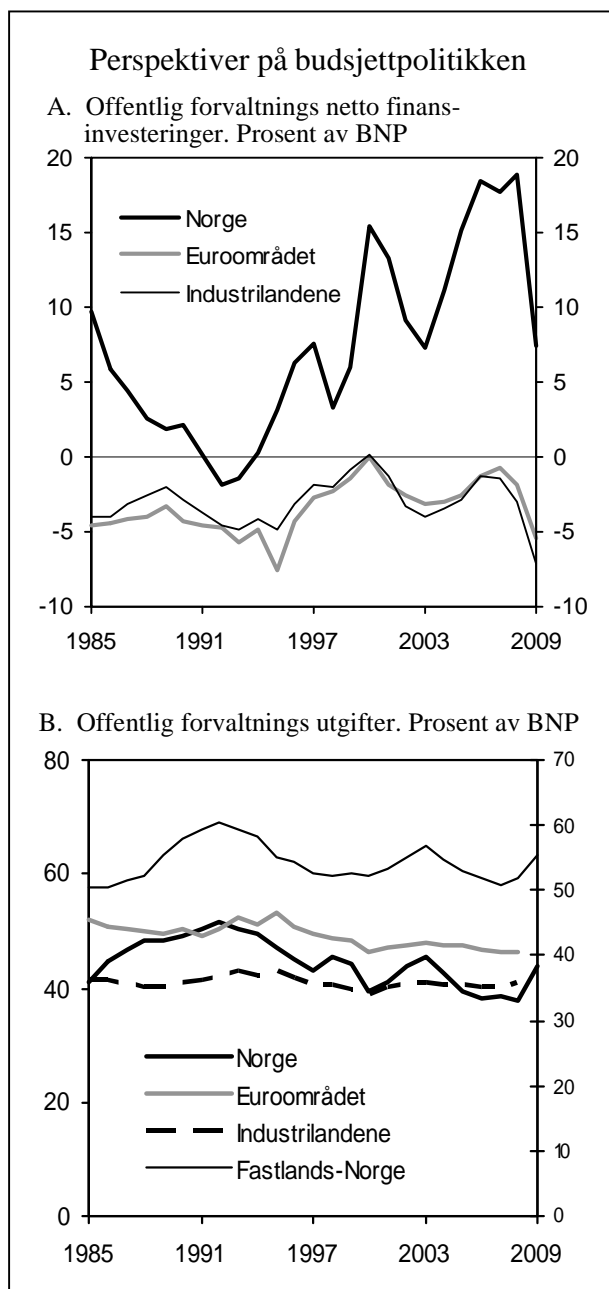 Perspektiver på budsjettpolitikken
A. Offentlig forvaltnings netto finans-
investeringer. Prosent av BNP
20 20
15 15
10 10
5 5
0 0
-5 -5
-10 -10
Norge
Euroområdet
Industrilandene
1985 1991 1997 2003 2009
B. Offentlig forvaltnings utgifter. Prosent av BNP
80 70
60
60 50
40
40 30
20
20 10
0 0
Norge
Euroområdet
Industrilandene
Fastlands-Norge
1985 1991 1997 2003 2009